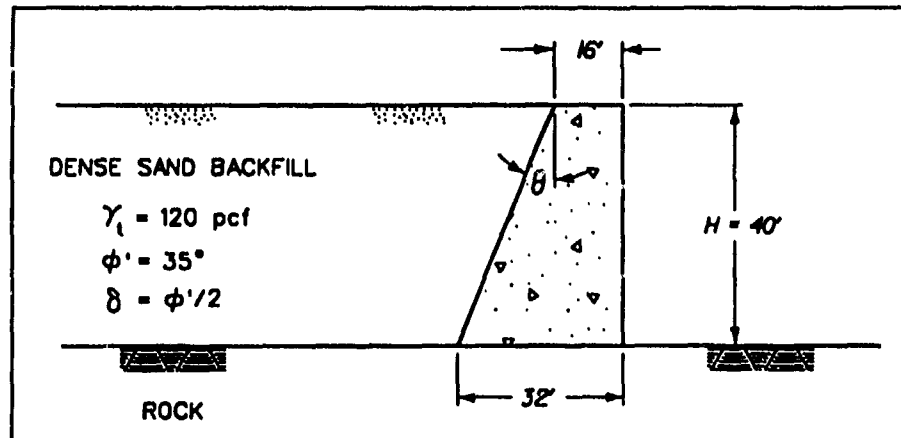 16'
DENSE SAND BACKFILL
θ
γt = 120 pcf
H = 40'
ϕ' = 35°
δ = ϕ'/2
32'
ROCK